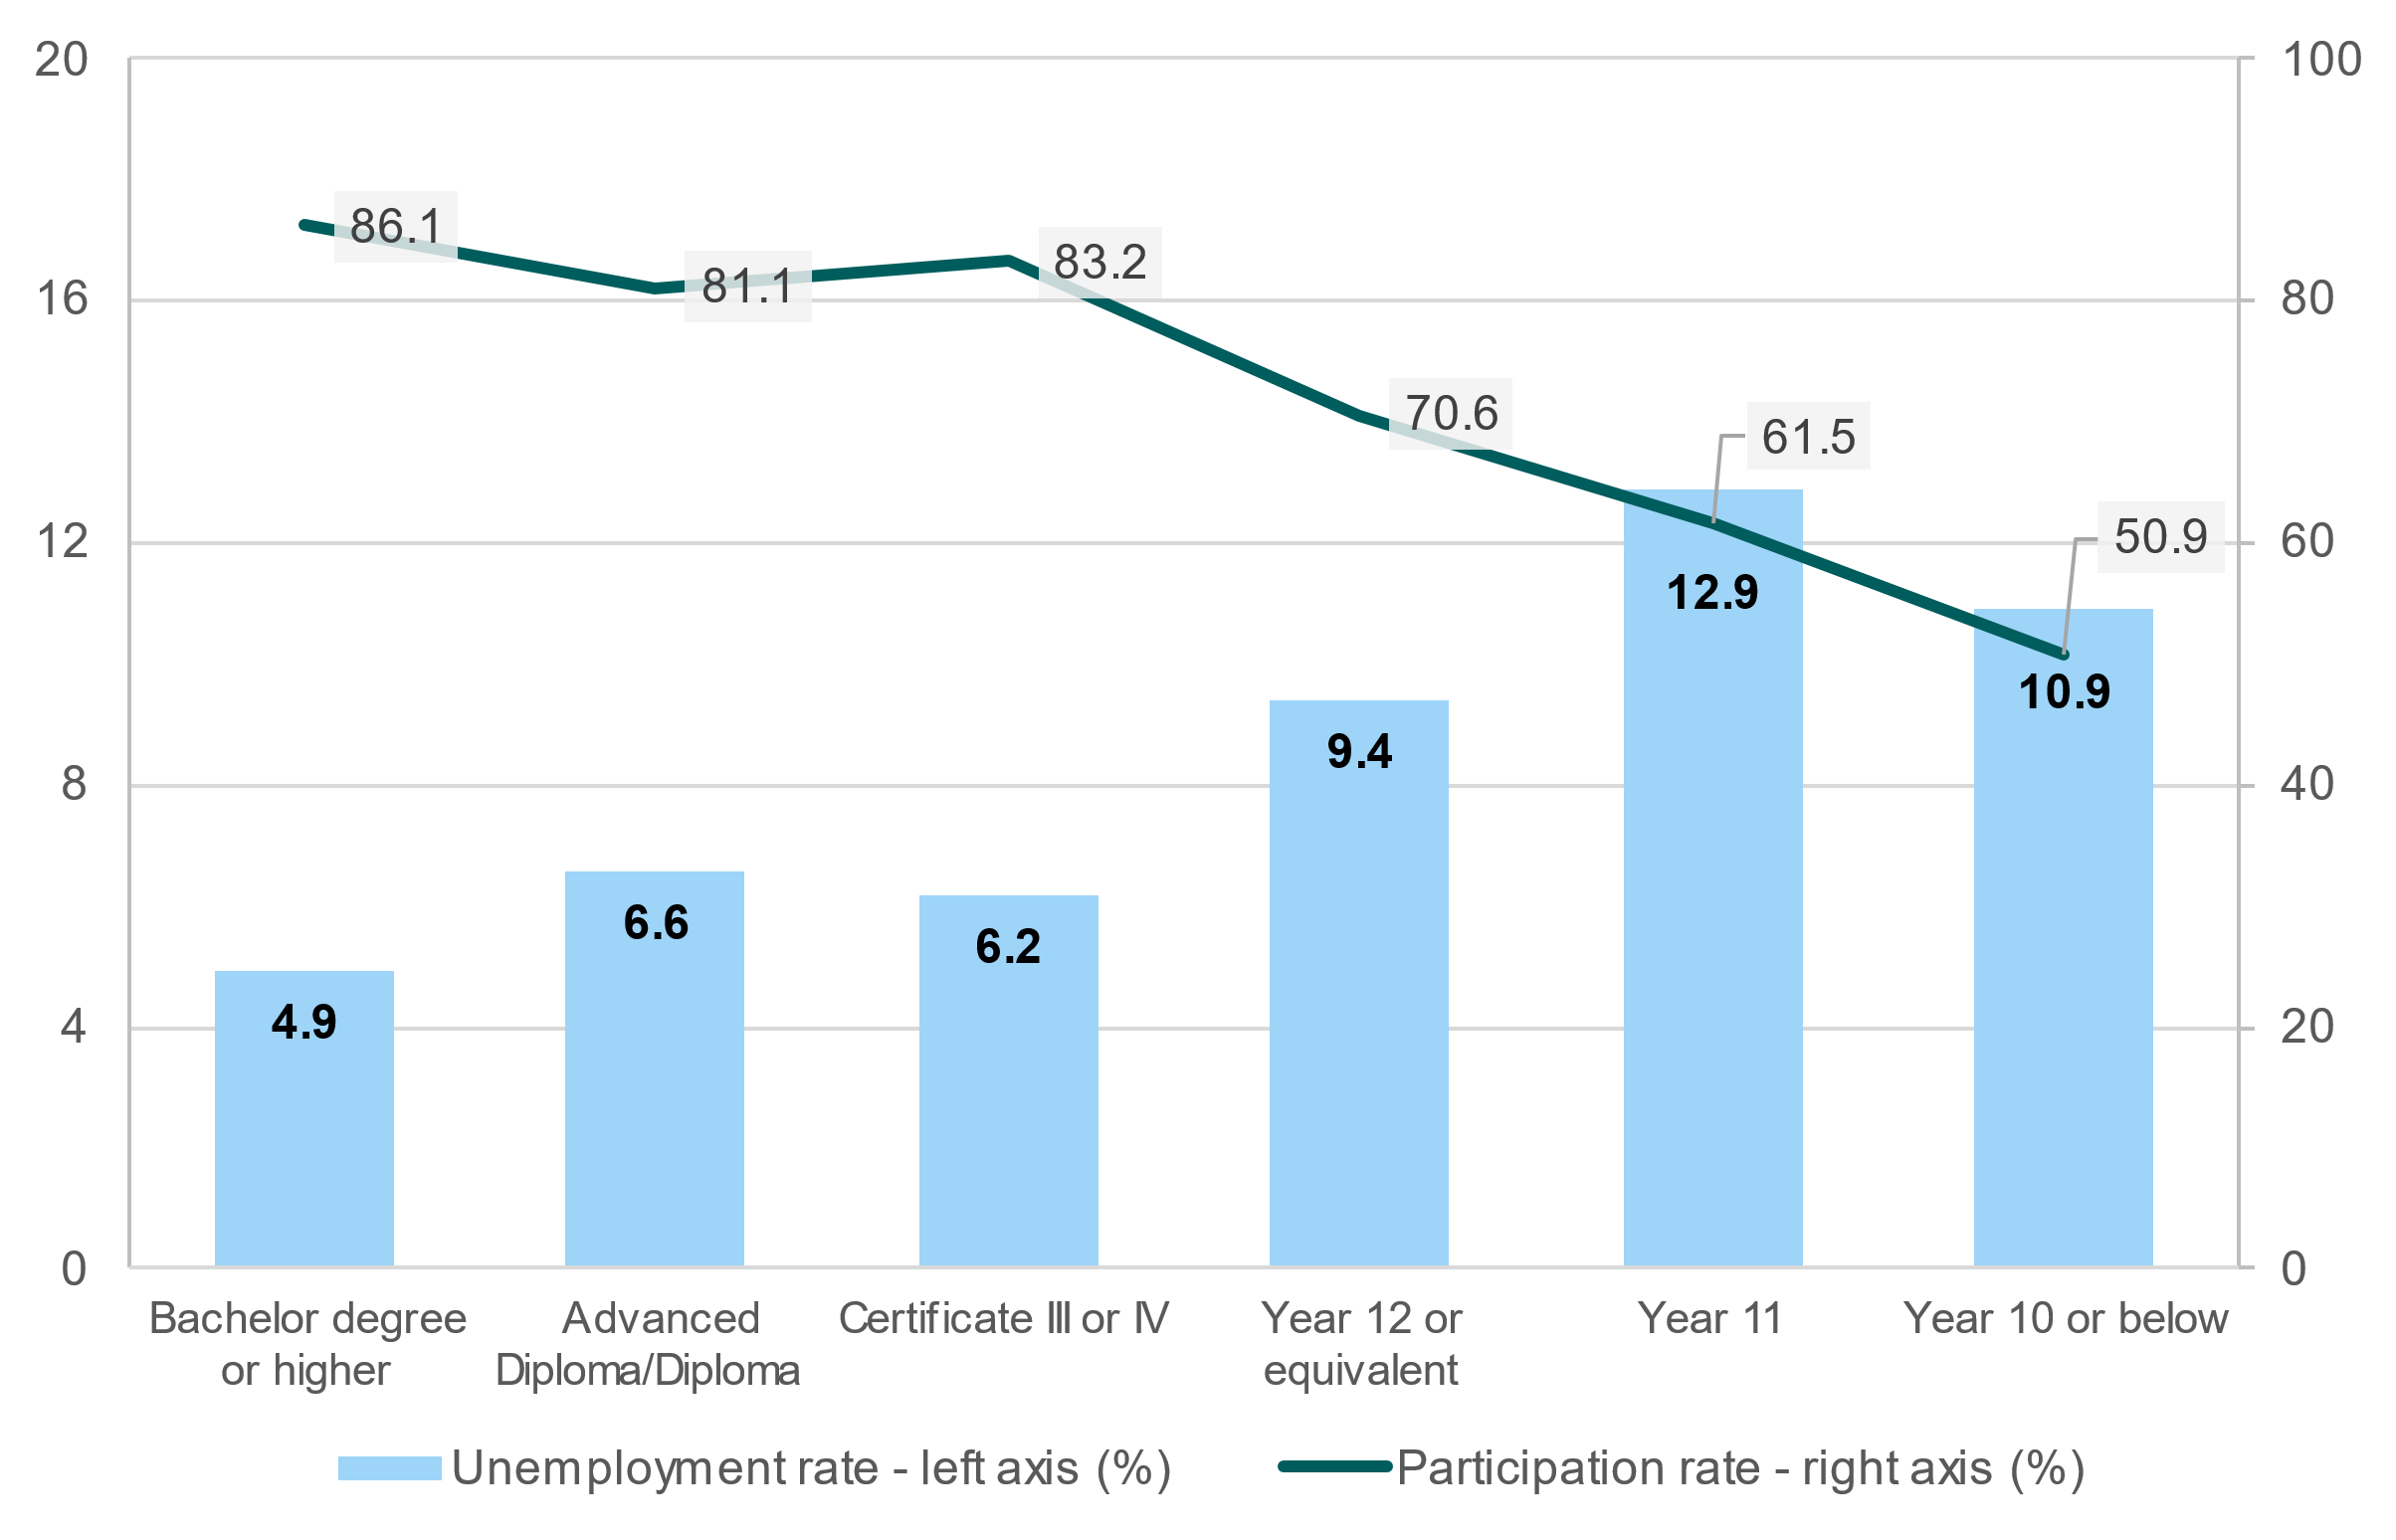 20
16
12
8
4
0
100
80
60
40
20
0
86.1
81.1
83.2
70.6
61.5
50.9
4.9
6.6
6.2
9.4
12.9
10.9
Bachelor degree
or higher
Advanced
Diploma/Diploma
Certificate III or IV
Year 12 or
equivalent
Year 11
Year 10 or below
Unemployment rate - left axis (%)
Participation rate - right axis (%)